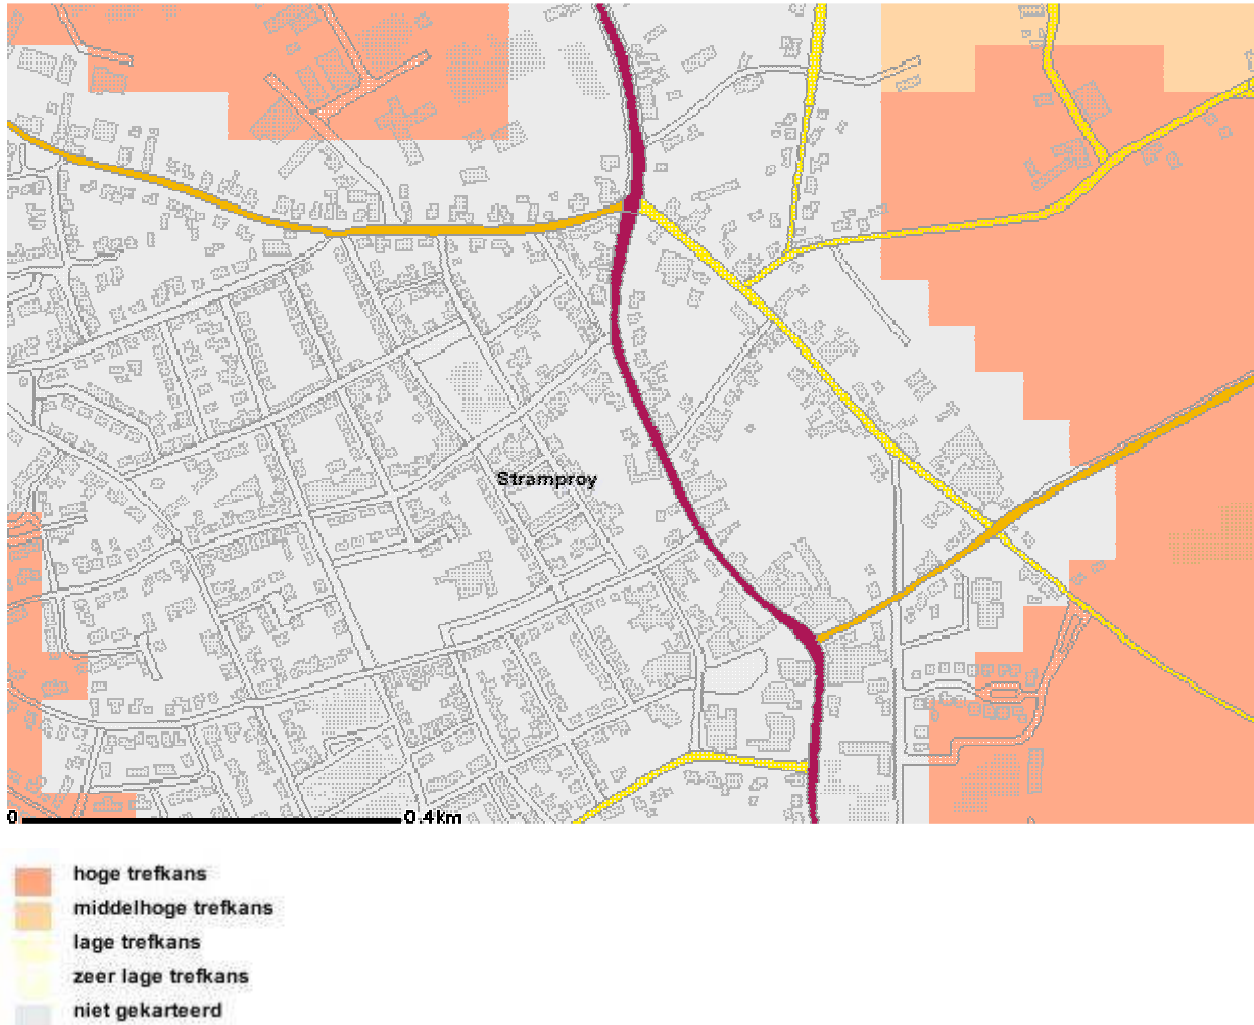 Stramproy
0 0.4km
hoge trefkans
middelhoge trefkans
lage trefkans
zeer lage trefkans
niet gekarteerd